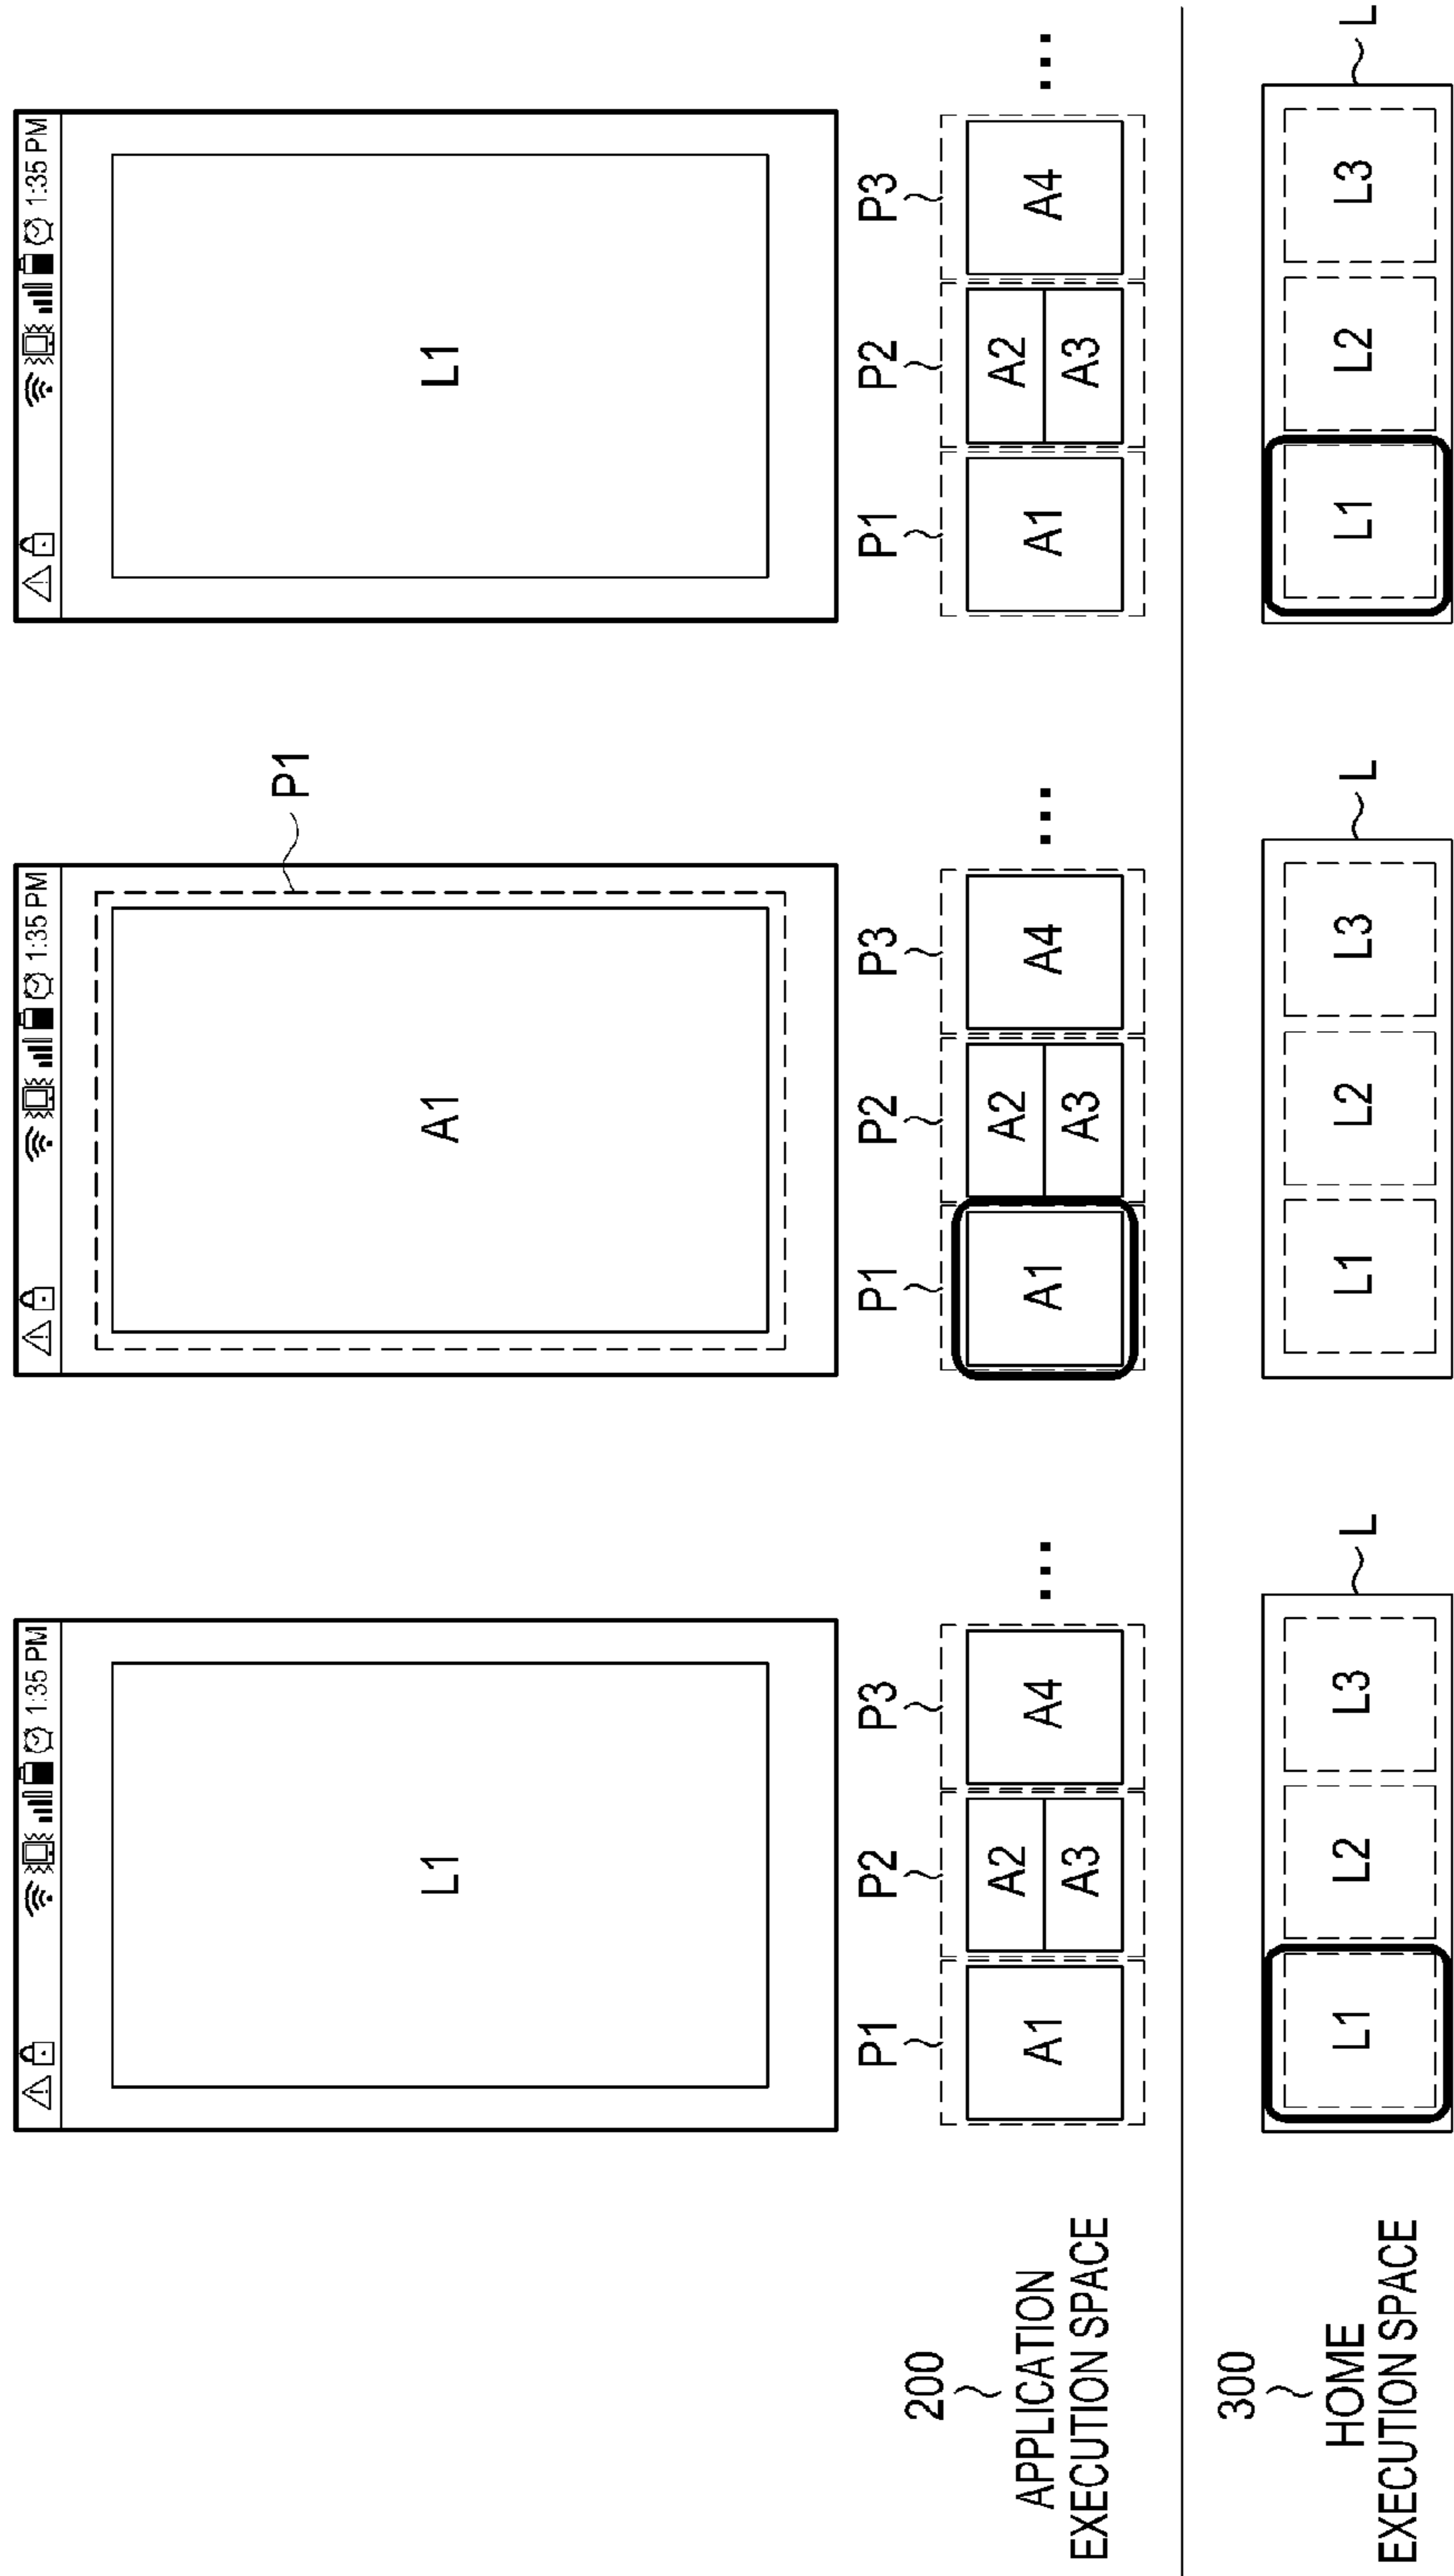 1:35 PM
L1
1:35 PM
A1
P1
1:35 PM
L1
200
APPLICATION
EXECUTION SPACE
P1
P2
P3
A1
A2
A3
A4
...
P1
P2
P3
A1
A2
A3
A4
...
P1
P2
P3
A1
A2
A3
A4
...
300
HOME
EXECUTION SPACE
L1
L2
L3
L
L1
L2
L3
L
L1
L2
L3
L